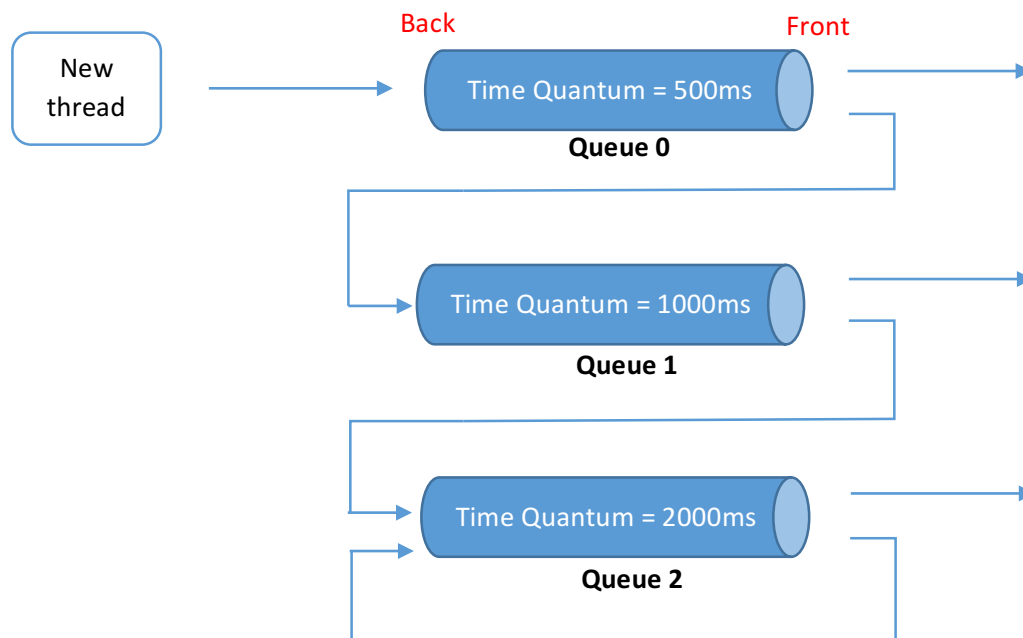 Back
Front
New
thread
Time Quantum = 500ms
Queue 0
Time Quantum = 1000ms
Queue 1
Time Quantum = 2000ms
Queue 2